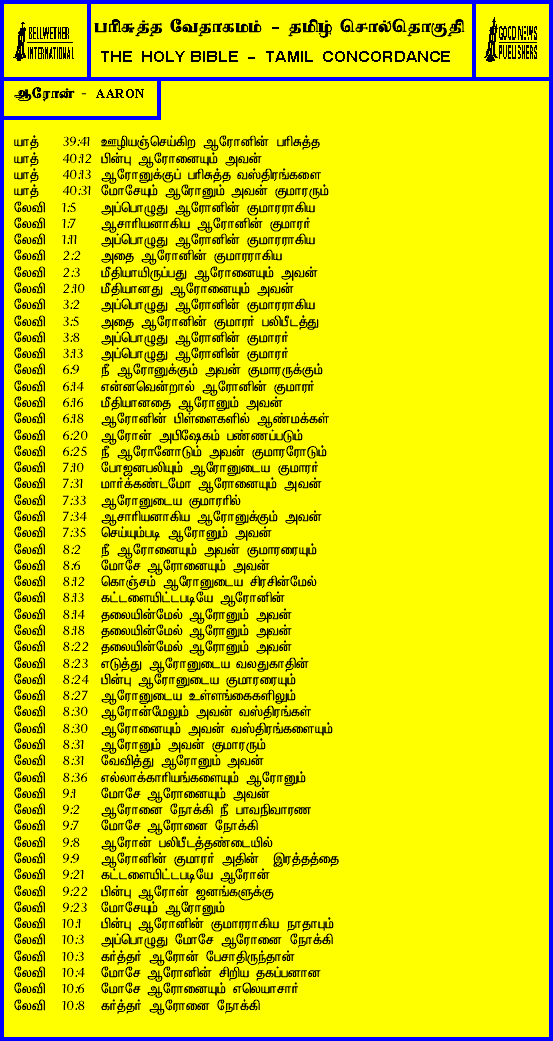 BELLWETHER
INTERNATIONAL
பரிசுத்த வேதாகமம் - தமிழ் சொல்தொகுதி
THE HOLY BIBLE - TAMIL CONCORDANCE
GOOD NEWS
PUBLISHERS
ஆரோன் - AARON
யாத் 39:41 ஊழியஞ்செய்கிற ஆரோனின் பரிசுத்த
யாத் 40:12 பின்பு ஆரோனையும் அவன்
யாத் 40:13 ஆரோனுக்குப் பரிசுத்த வஸ்திரங்களை
யாத் 40:31 மோசேயும் ஆரோனும் அவன் குமாரரும்
லேவி 1:5 அப்பொழுது ஆரோனின் குமாரராகிய
லேவி 1:7 ஆசாரியனாகிய ஆரோனின் குமாரர்
லேவி 1:11 அப்பொழுது ஆரோனின் குமாரராகிய
லேவி 2:2 அதை ஆரோனின் குமாரராகிய
லேவி 2:3 மீதியாயிருப்பது ஆரோனையும் அவன்
லேவி 2:10 மீதியானது ஆரோனையும் அவன்
லேவி 3:2 அப்பொழுது ஆரோனின் குமாரராகிய
லேவி 3:5 அதை ஆரோனின் குமாரர் பலிபீடத்து
லேவி 3:8 அப்பொழுது ஆரோனின் குமாரர்
லேவி 3:13 அப்பொழுது ஆரோனின் குமாரர்
லேவி 6:9 நீ ஆரோனுக்கும் அவன் குமாரருக்கும்
லேவி 6:14 என்னவென்றால் ஆரோனின் குமாரர்
லேவி 6:16 மீதியானதை ஆரோனும் அவன்
லேவி 6:18 ஆரோனின் பிள்ளைகளில் ஆண்மக்கள்
லேவி 6:20 ஆரோன் அபிஷேகம் பண்ணப்படும்
லேவி 6:25 நீ ஆரோனோடும் அவன் குமாரரோடும்
லேவி 7:10 போஜனபலியும் ஆரோனுடைய குமாரர்
லேவி 7:31 மார்க்கண்டமோ ஆரோனையும் அவன்
லேவி 7:33 ஆரோனுடைய குமாரரில்
லேவி 7:34 ஆசாரியனாகிய ஆரோனுக்கும் அவன்
லேவி 7:35 செய்யும்படி ஆரோனும் அவன்
லேவி 8:2 நீ ஆரோனையும் அவன் குமாரரையும்
லேவி 8:6 மோசே ஆரோனையும் அவன்
லேவி 8:12 கொஞ்சம் ஆரோனுடைய சிரசின்மேல்
லேவி 8:13 கட்டளையிட்டபடியே ஆரோனின்
லேவி 8:14 தலையின்மேல் ஆரோனும் அவன்
லேவி 8:18 தலையின்மேல் ஆரோனும் அவன்
லேவி 8:22 தலையின்மேல் ஆரோனும் அவன்
லேவி 8:23 எடுத்து ஆரோனுடைய வலதுகாதின்
லேவி 8:24 பின்பு ஆரோனுடைய குமாரரையும்
லேவி 8:27 ஆரோனுடைய உள்ளங்கைகளிலும்
லேவி 8:30 ஆரோன்மேலும் அவன் வஸ்திரங்கள்
லேவி 8:30 ஆரோனையும் அவன் வஸ்திரங்களையும்
லேவி 8:31 ஆரோனும் அவன் குமாரரும்
லேவி 8:31 வேவித்து ஆரோனும் அவன்
லேவி 8:36 எல்லாக்காரியங்களையும் ஆரோனும்
லேவி 9:1 மோசே ஆரோனையும் அவன்
லேவி 9:2 ஆரோனை நோக்கி நீ பாவநிவாரண
லேவி 9:7 மோசே ஆரோனை நோக்கி
லேவி 9:8 ஆரோன் பலிபீடத்தண்டையில்
லேவி 9:9 ஆரோனின் குமாரர் அதின் இரத்தத்தை
லேவி 9:21 கட்டளையிட்டபடியே ஆரோன்
லேவி 9:22 பின்பு ஆரோன் ஜனங்களுக்கு
லேவி 9:23 மோசேயும் ஆரோனும்
லேவி 10:1 பின்பு ஆரோனின் குமாரராகிய நாதாபும்
லேவி 10:3 அப்பொழுது மோசே ஆரோனை நோக்கி
லேவி 10:3 கர்த்தர் ஆரோன் பேசாதிருந்தான்
லேவி 10:4 மோசே ஆரோனின் சிறிய தகப்பனான
லேவி 10:6 மோசே ஆரோனையும் எலெயாசார்
லேவி 10:8 கர்த்தர் ஆரோனை நோக்கி